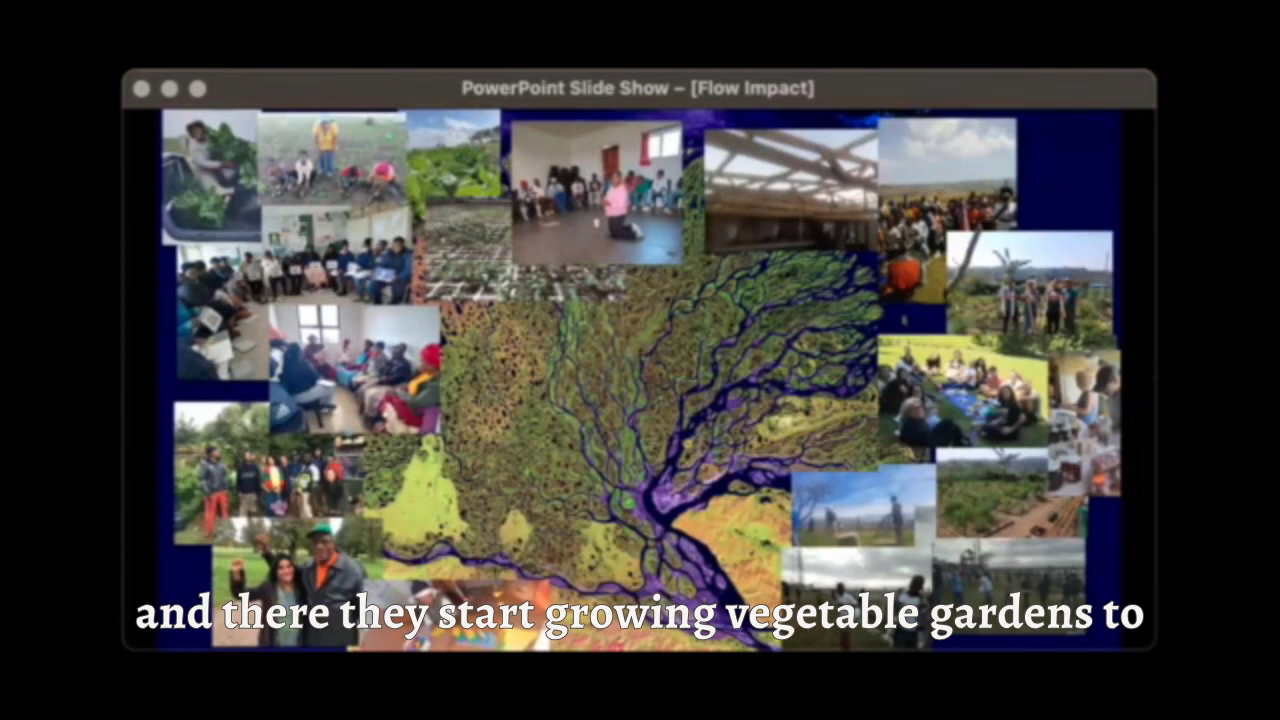 PowerPoint Slide Show – [Flow Impact]
and there they start growing vegetable gardens to